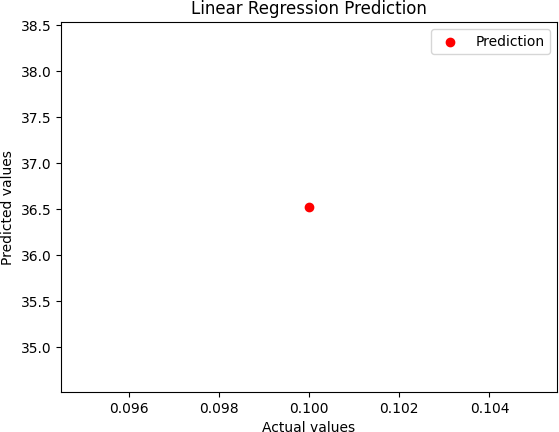 Linear Regression Prediction
Prediction
38.5
38.0
37.5
37.0
36.5
36.0
35.5
35.0
Predicted values
0.096 0.098 0.100 0.102 0.104
Actual values